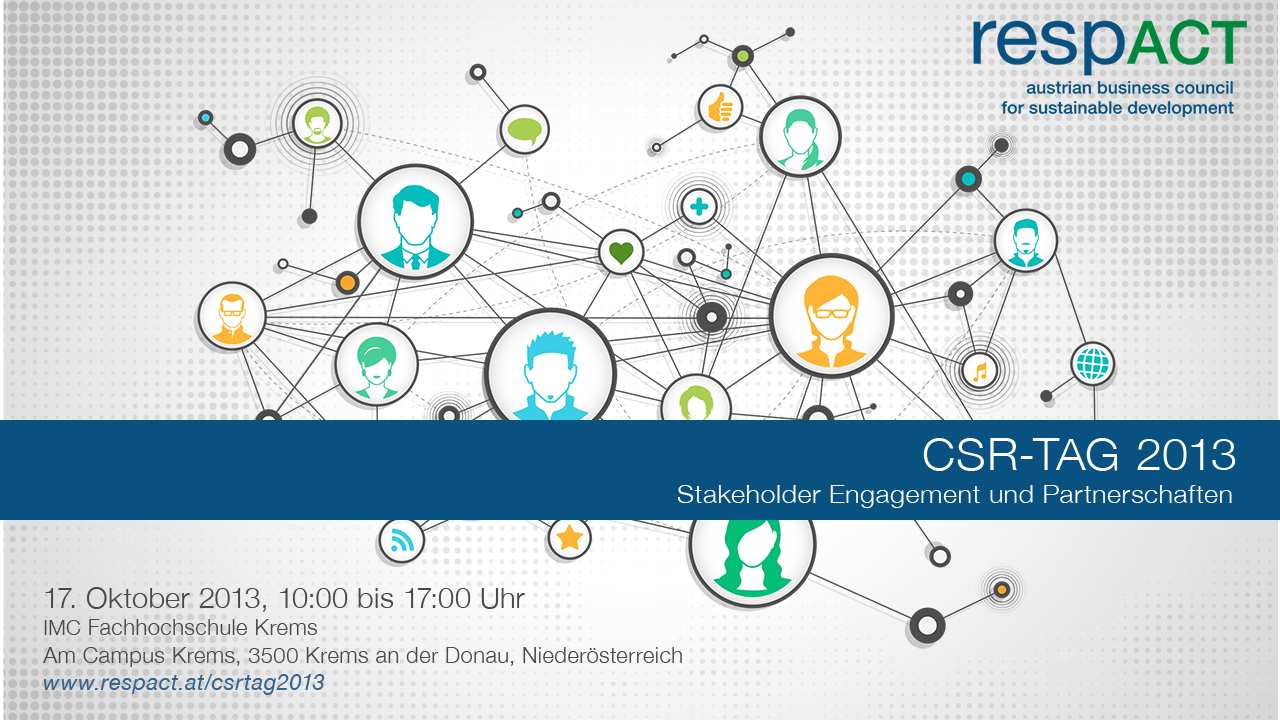 respACT
austrian business council
for sustainable development
CSR-TAG 2013
Stakeholder Engagement und Partnerschaften
17. Oktober 2013, 10:00 bis 17:00 Uhr
IMC Fachhochschule Krems
Am Campus Krems, 3500 Krems an der Donau, Niederösterreich
www.respact.at/csrtag2013